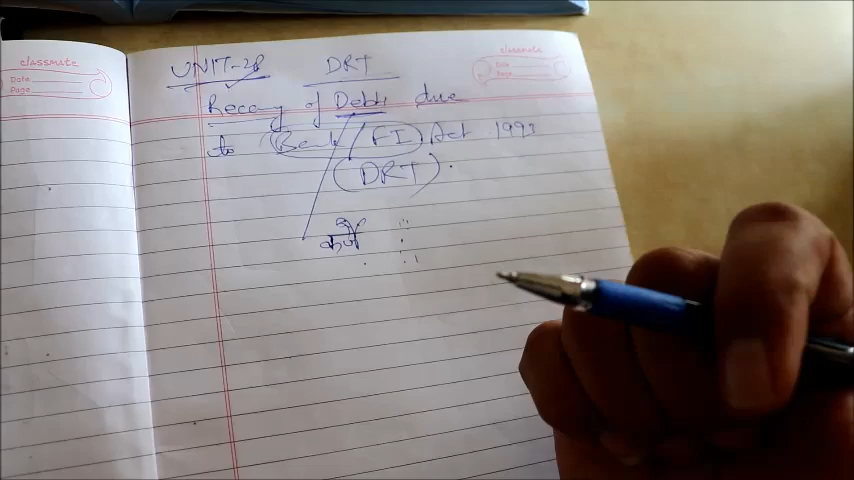 classmate
Date
Page
classmate
Date
Page
UNIT-2B DRT
Recovery of Debts due
to (Bank / FI) Act 1993
(DRT).